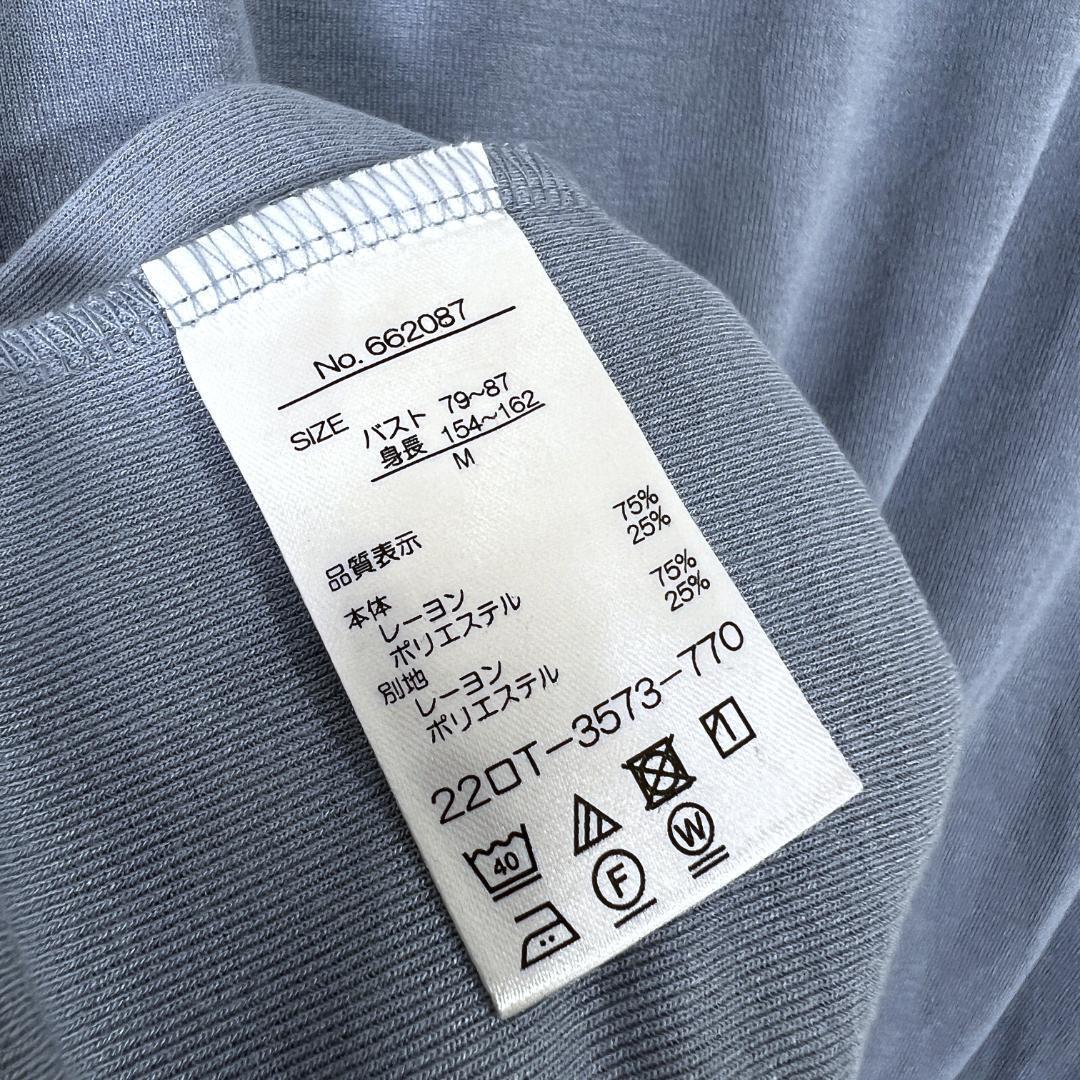 No. 662087
SIZE バスト 79~87
身長 154~162
M
品質表示
本体
レーヨン 75%
ポリエステル 25%
別地
レーヨン 75%
ポリエステル 25%
22ロT-3573-770
40
F
W